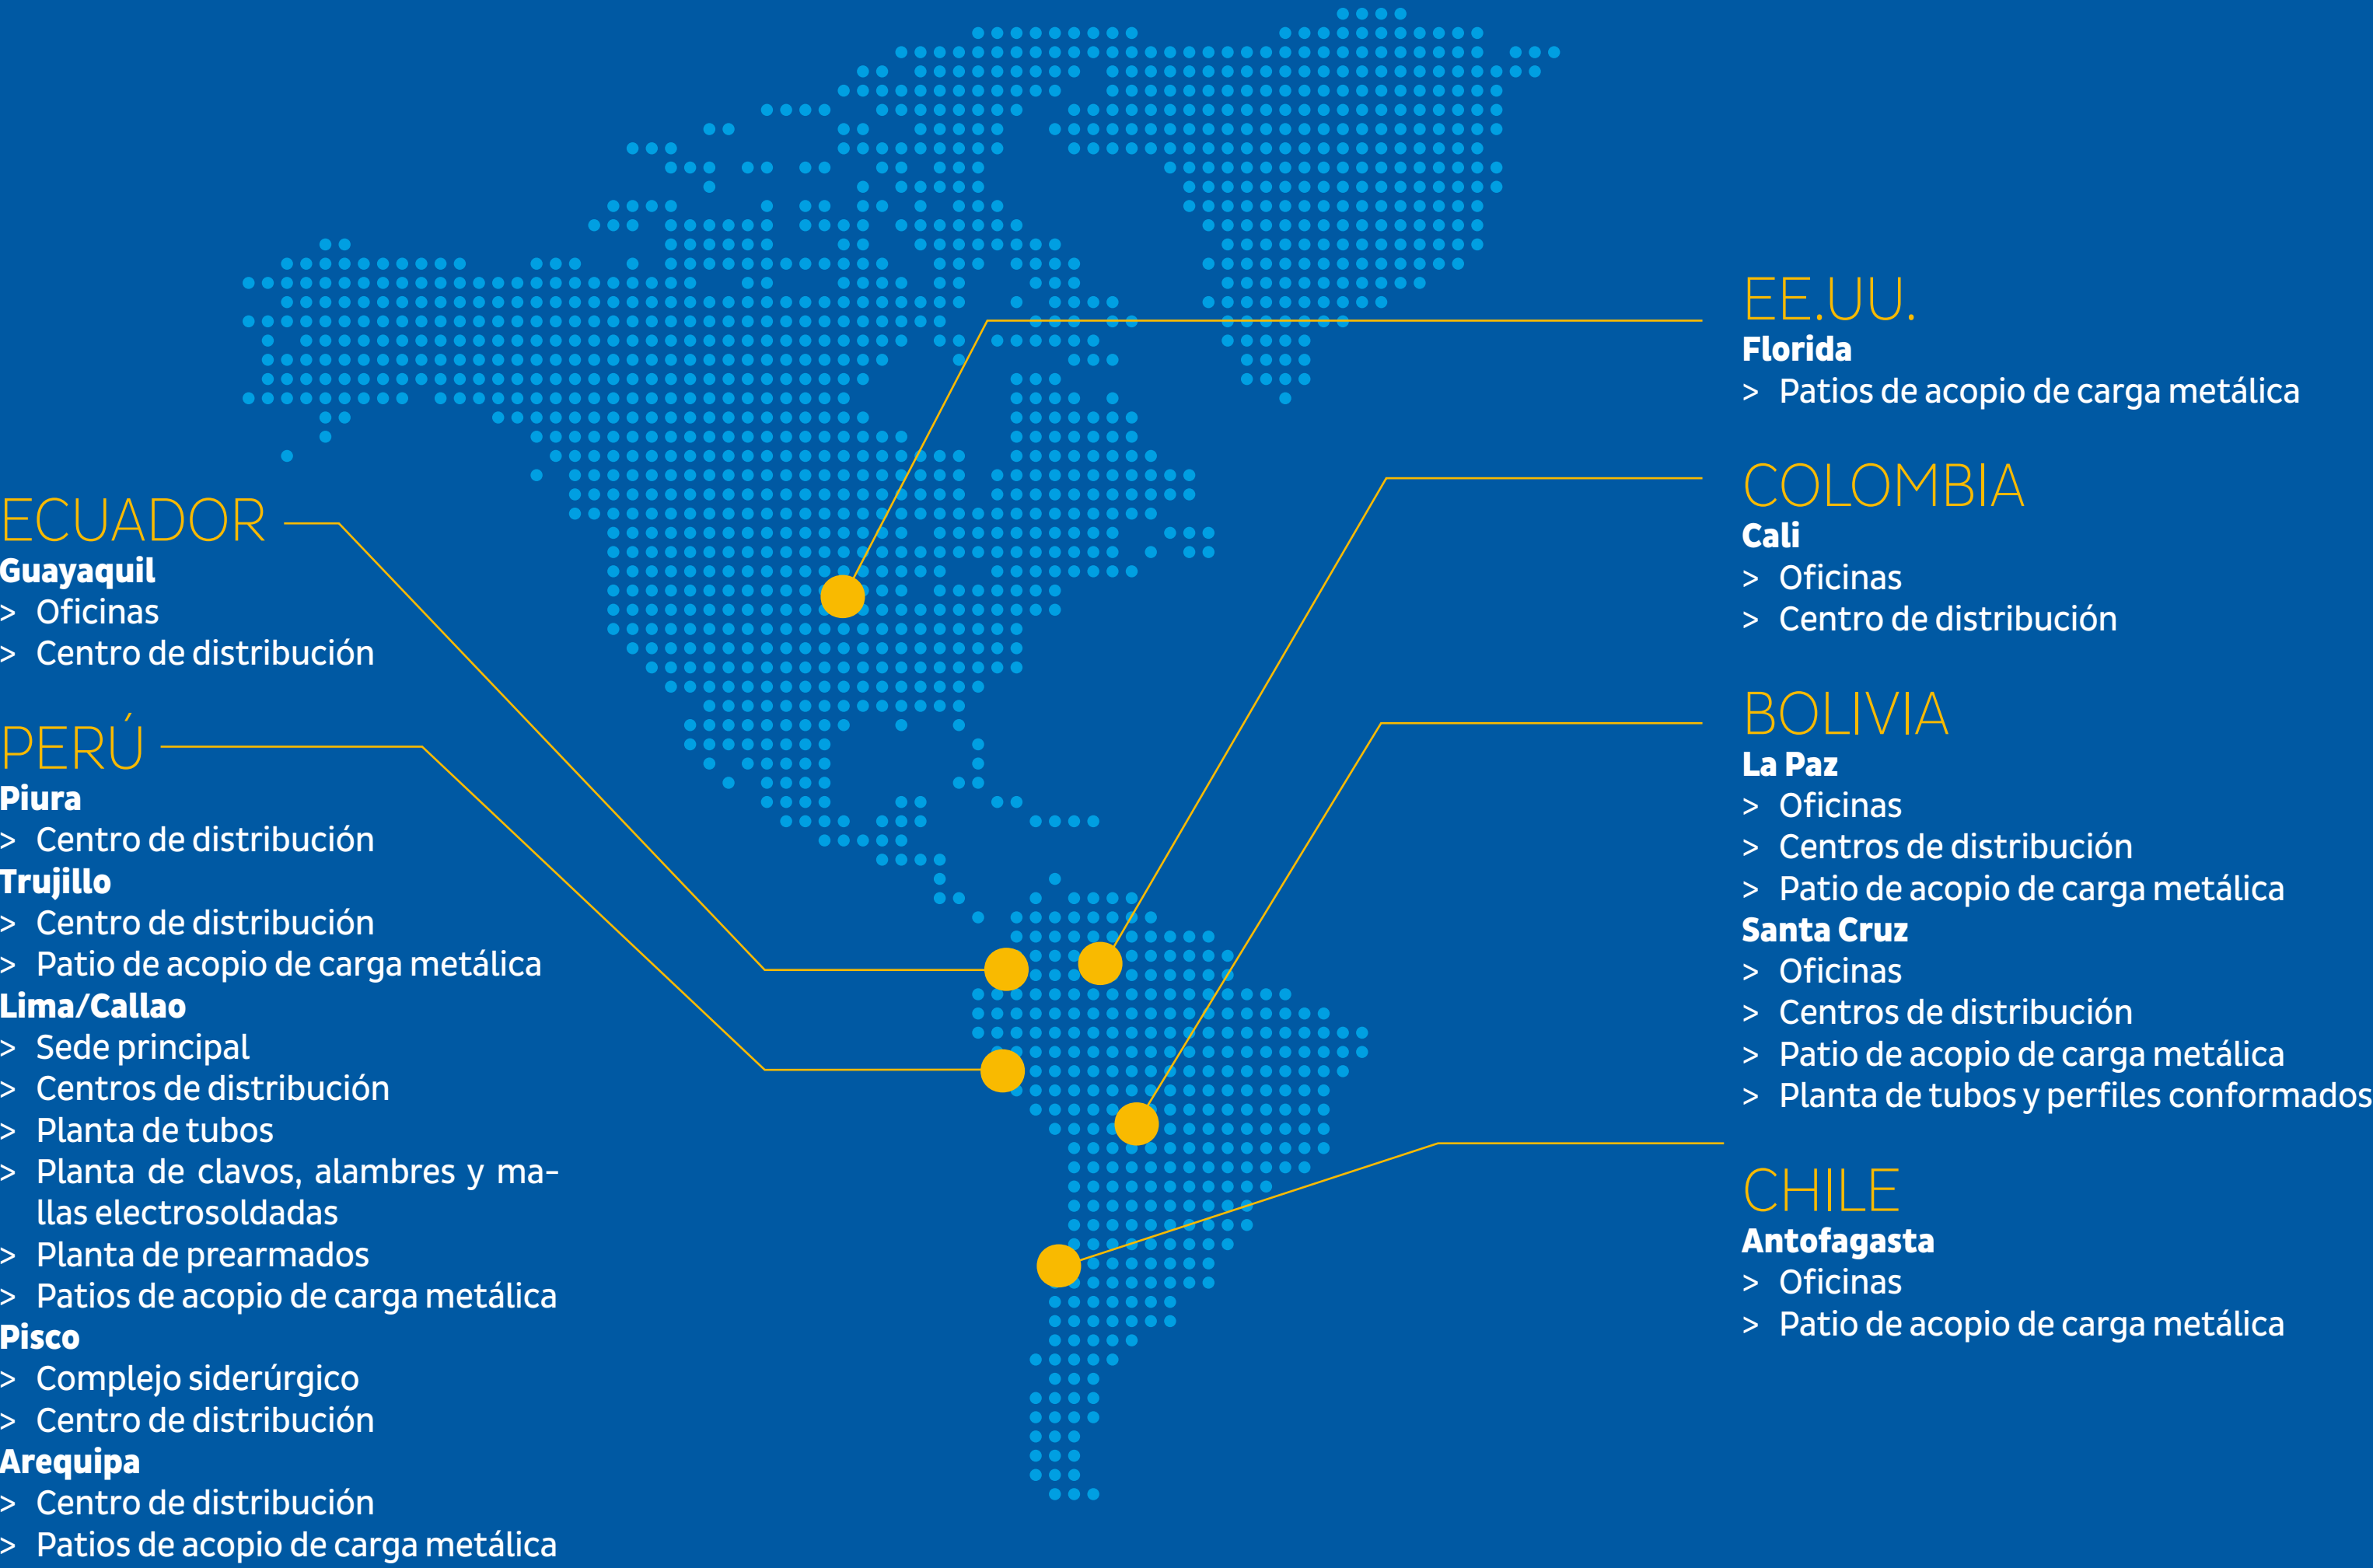 ECUADOR
Guayaquil
> Oficinas
> Centro de distribución
PERÚ
Piura
> Centro de distribución
Trujillo
> Centro de distribución
> Patio de acopio de carga metálica
Lima/Callao
> Sede principal
> Centros de distribución
> Planta de tubos
> Planta de clavos, alambres y ma-
llas electrosoldadas
> Planta de prearmados
> Patios de acopio de carga metálica
Pisco
> Complejo siderúrgico
> Centro de distribución
Arequipa
> Centro de distribución
> Patios de acopio de carga metálica
EE.UU.
Florida
> Patios de acopio de carga metálica
COLOMBIA
Cali
> Oficinas
> Centro de distribución
BOLIVIA
La Paz
> Oficinas
> Centros de distribución
> Patio de acopio de carga metálica
Santa Cruz
> Oficinas
> Centros de distribución
> Patio de acopio de carga metálica
> Planta de tubos y perfiles conformados
CHILE
Antofagasta
> Oficinas
> Patio de acopio de carga metálica